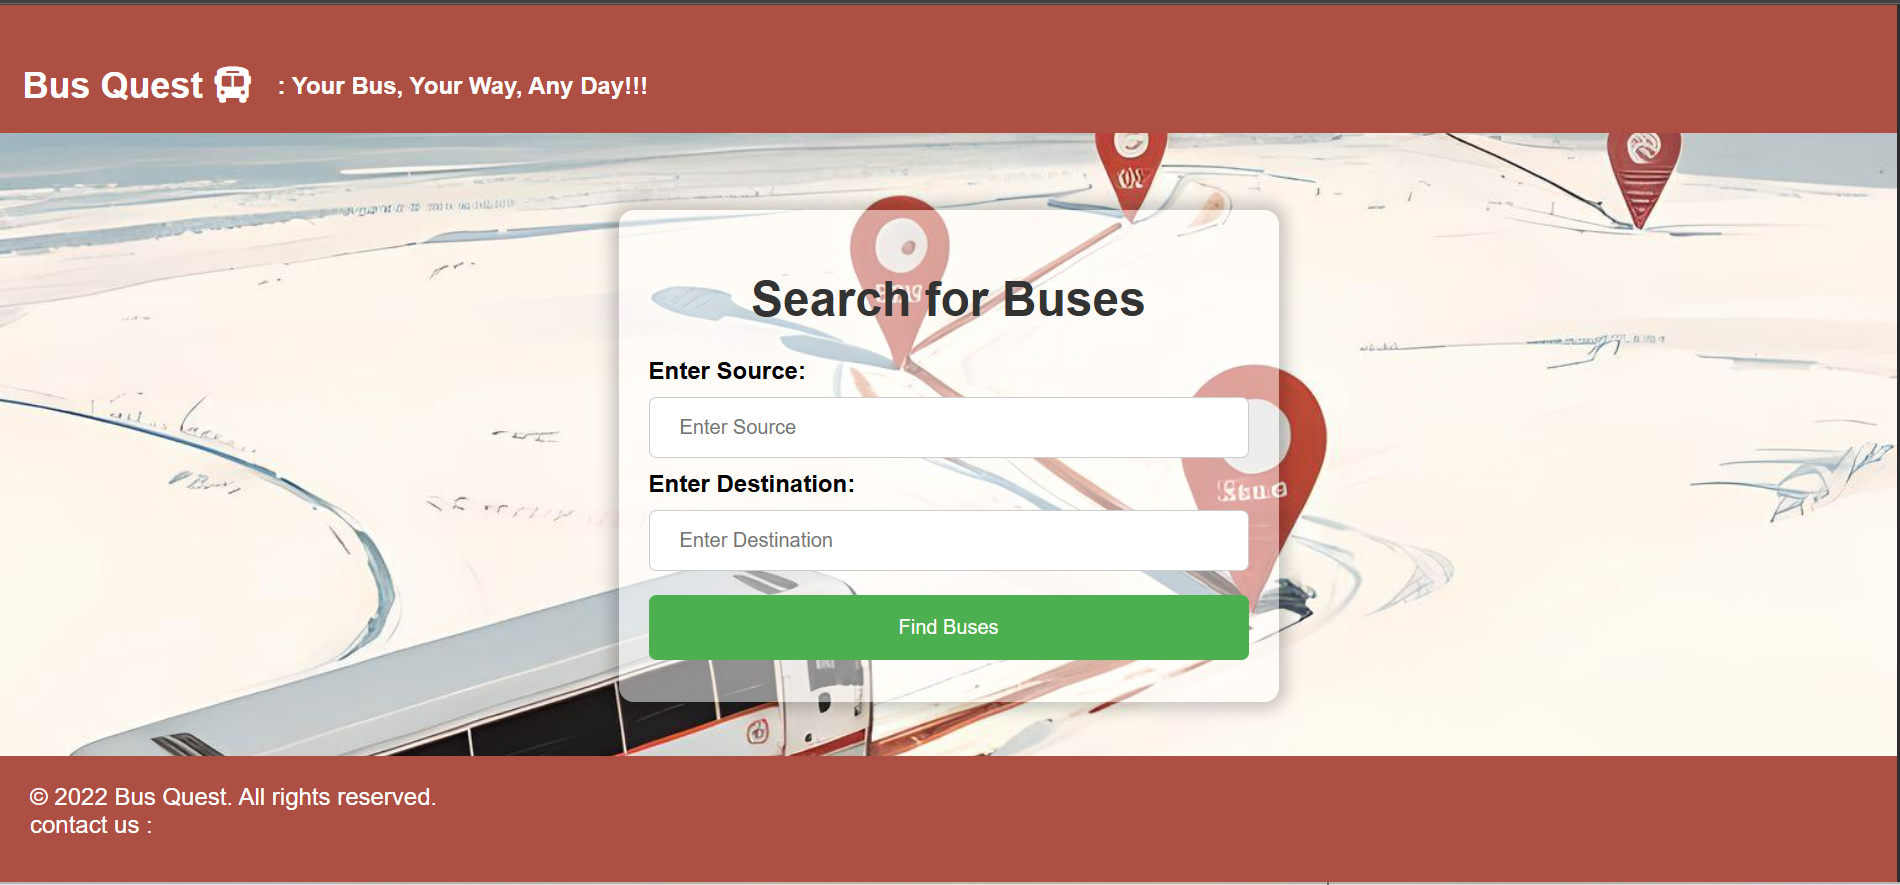 Bus Quest : Your Bus, Your Way, Any Day!!!
Search for Buses
Enter Source:
Enter Source
Enter Destination:
Enter Destination
Find Buses
© 2022 Bus Quest. All rights reserved.
contact us :